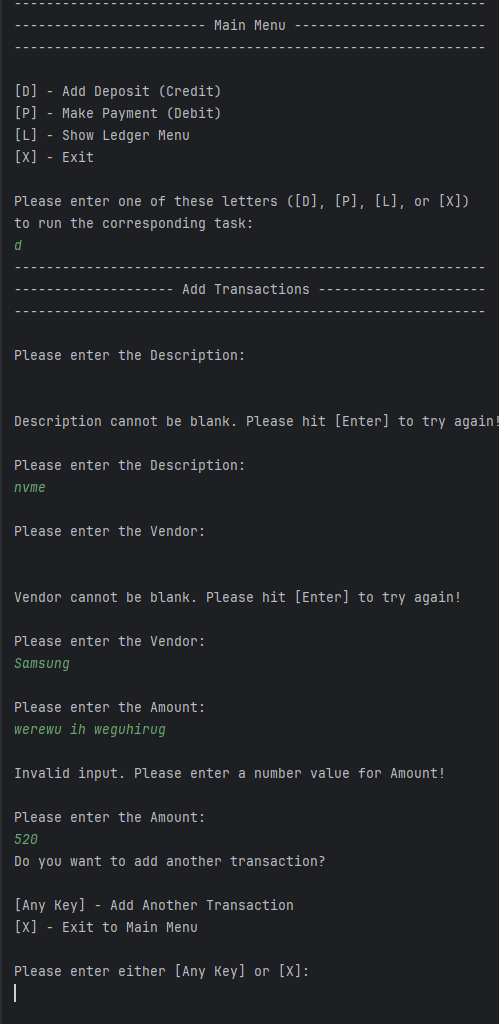 -----------------------------------------------------------
------------------------ Main Menu ------------------------
-----------------------------------------------------------
[D] - Add Deposit (Credit)
[P] - Make Payment (Debit)
[L] - Show Ledger Menu
[X] - Exit
Please enter one of these letters ([D], [P], [L], or [X])
to run the corresponding task:
d
-----------------------------------------------------------
-------------------- Add Transactions ---------------------
-----------------------------------------------------------
Please enter the Description:
Description cannot be blank. Please hit [Enter] to try again!
Please enter the Description:
nvme
Please enter the Vendor:
Vendor cannot be blank. Please hit [Enter] to try again!
Please enter the Vendor:
Samsung
Please enter the Amount:
werewu ih weguhirug
Invalid input. Please enter a number value for Amount!
Please enter the Amount:
520
Do you want to add another transaction?
[Any Key] - Add Another Transaction
[X] - Exit to Main Menu
Please enter either [Any Key] or [X]: